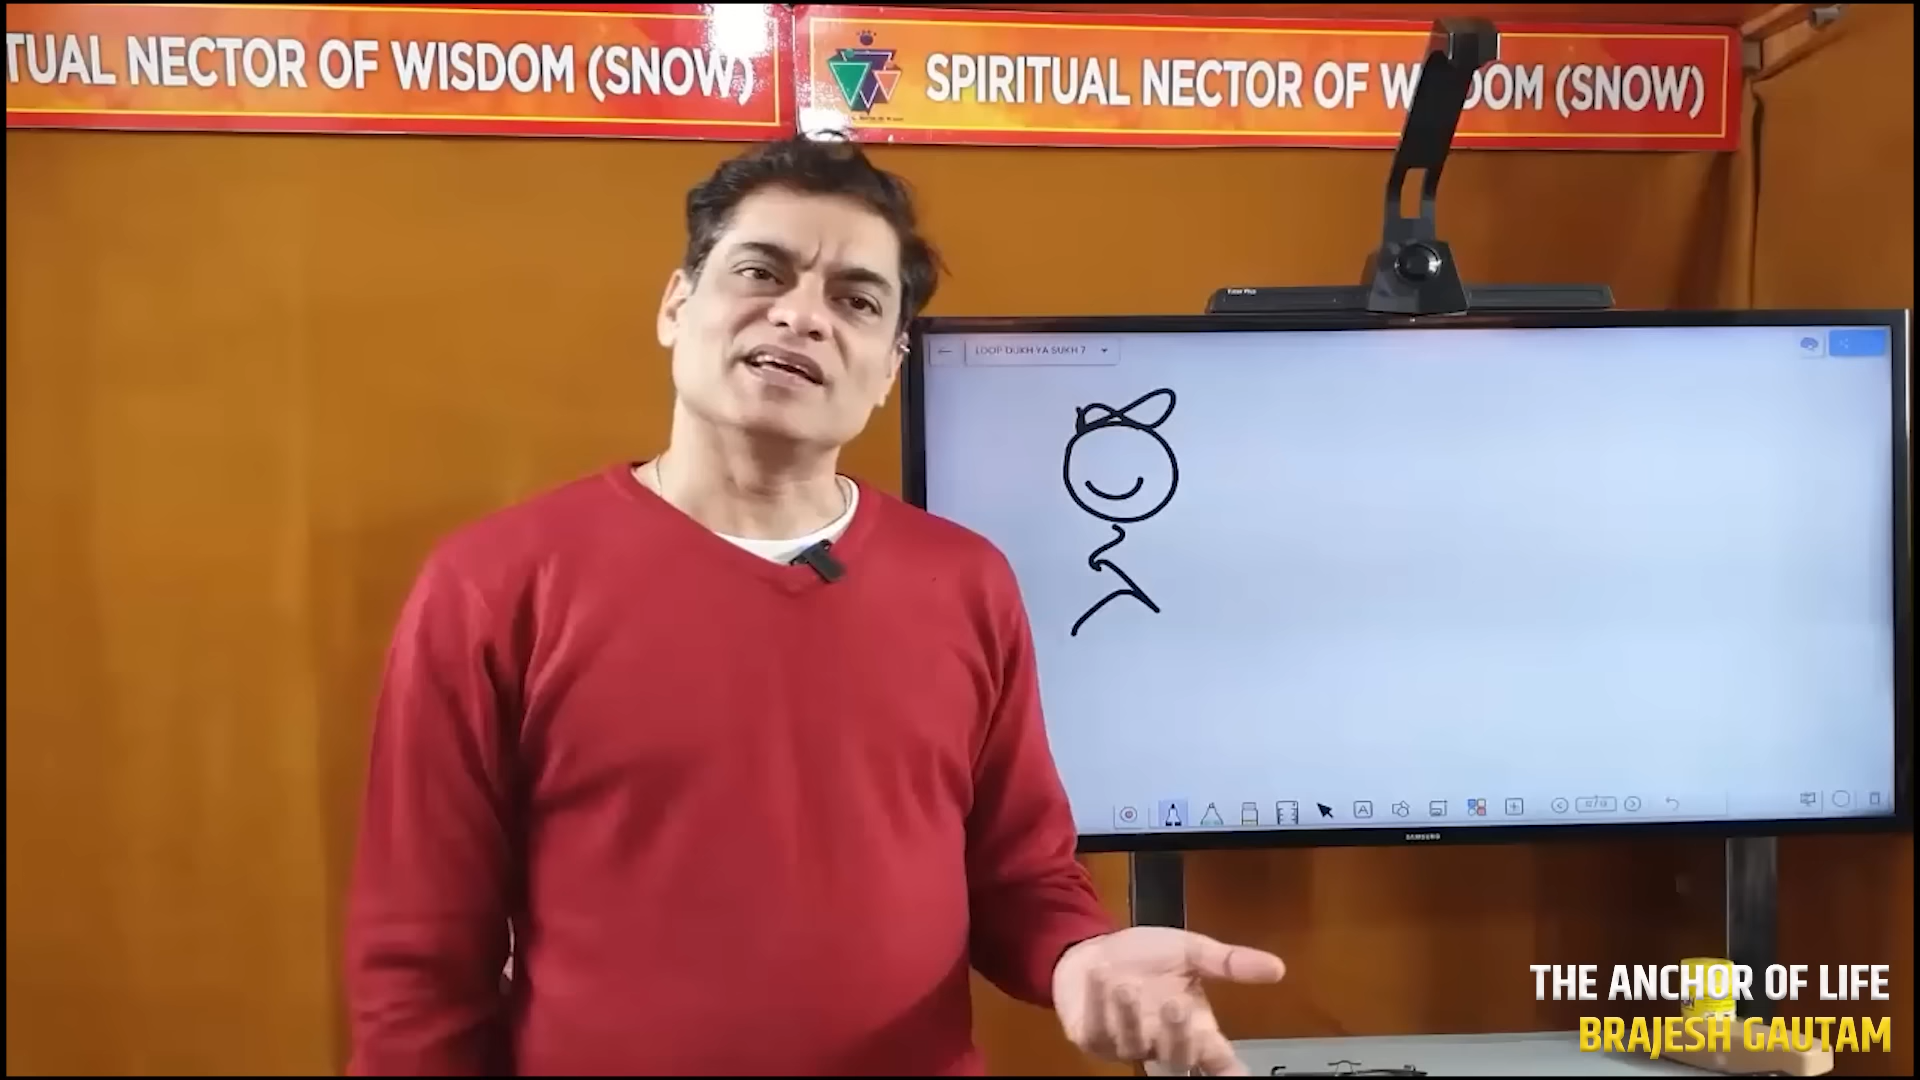 TUAL NECTOR OF WISDOM (SNOW)
SPIRITUAL NECTOR OF W DOM (SNOW)
LOOP DUKH YA SUKH 7
SAMSUNG
THE ANCHOR OF LIFE
BRAJESH GAUTAM